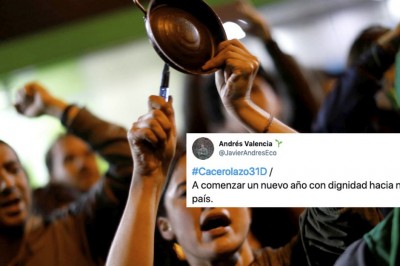 Andrés Valencia
@JavierAndresEco
#Cacerolazo31D /
A comenzar un nuevo año con dignidad hacia
país.